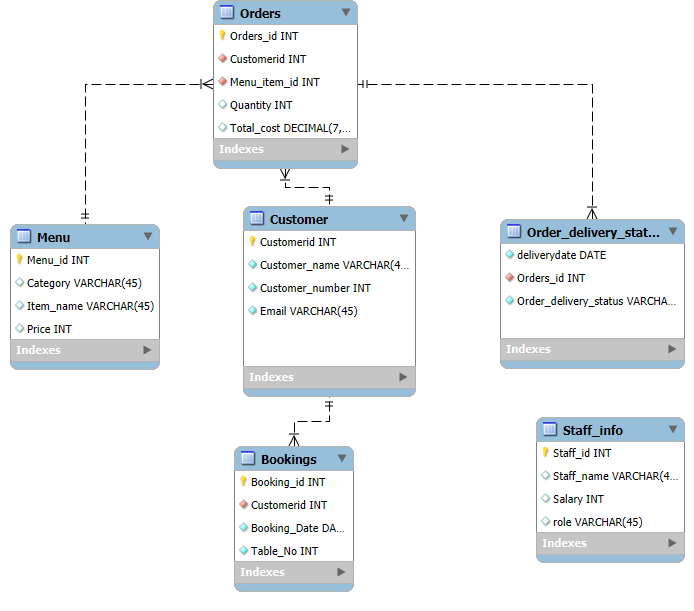 Orders
Orders_id INT
Customerid INT
Menu_item_id INT
Quantity INT
Total_cost DECIMAL(7,...
Indexes
Menu
Menu_id INT
Category VARCHAR(45)
Item_name VARCHAR(45)
Price INT
Indexes
Customer
Customerid INT
Customer_name VARCHAR(4...
Customer_number INT
Email VARCHAR(45)
Indexes
Order_delivery_stat...
deliverydate DATE
Orders_id INT
Order_delivery_status VARCHA...
Indexes
Bookings
Booking_id INT
Customerid INT
Booking_Date DA...
Table_No INT
Indexes
Staff_info
Staff_id INT
Staff_name VARCHAR(4...
Salary INT
role VARCHAR(45)
Indexes